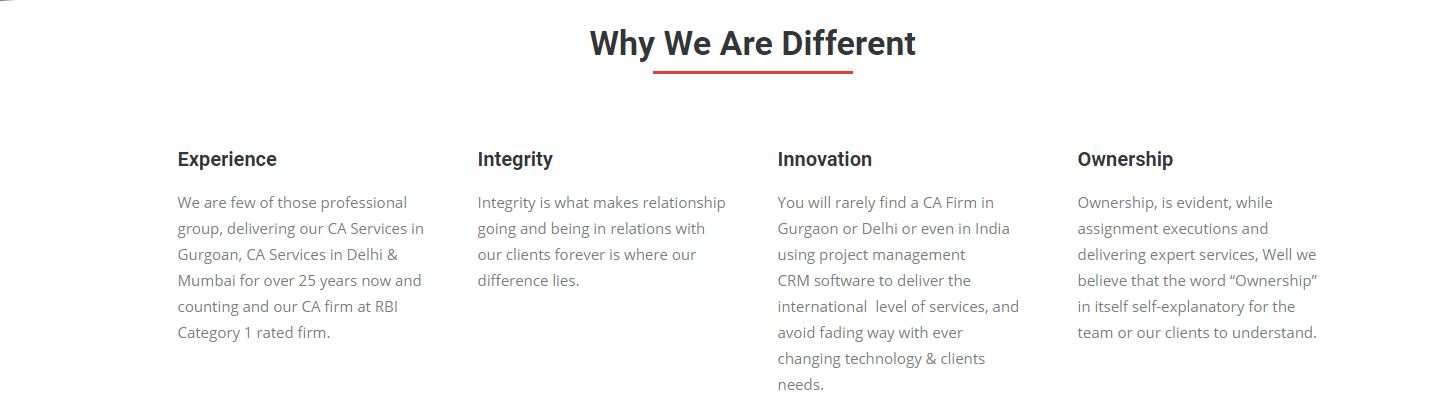 Why We Are Different
Experience
We are few of those professional
group, delivering our CA Services in
Gurgoan, CA Services in Delhi &
Mumbai for over 25 years now and
counting and our CA firm at RBI
Category 1 rated firm.
Integrity
Integrity is what makes relationship
going and being in relations with
our clients forever is where our
difference lies.
Innovation
You will rarely find a CA Firm in
Gurgaon or Delhi or even in India
using project management
CRM software to deliver the
international  level of services, and
avoid fading way with ever
changing technology & clients
needs.
Ownership
Ownership, is evident, while
assignment executions and
delivering expert services, Well we
believe that the word “Ownership”
in itself self-explanatory for the
team or our clients to understand.